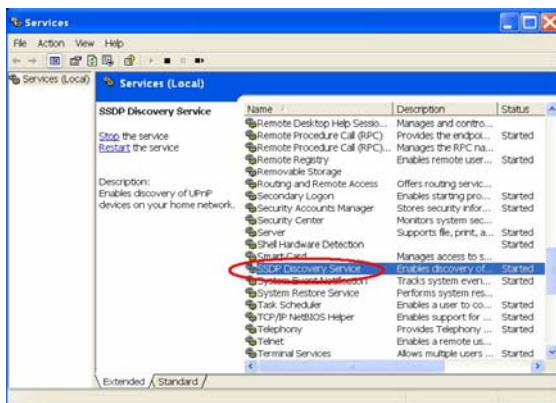 Services
File Action View Help
Services (Local)
Services (Local)
SSDP Discovery Service
Stop the service
Restart the service
Description:
Enables discovery of UPnP
devices on your home network.
Name Description Status
Remote Desktop Help Sessio... Manages and contro...
Remote Procedure Call (RPC) Provides the endpoi... Started
Remote Procedure Call (RPC)... Manages the RPC na...
Remote Registry Enables remote user... Started
Removable Storage
Routing and Remote Access Offers routing servic...
Secondary Logon Enables starting pro... Started
Security Accounts Manager Stores security infor... Started
Security Center Monitors system sec...
Server Supports file, print, a... Started
Shell Hardware Detection Started
Smart Card Manages access to s...
SSDP Discovery Service Enables discovery of... Started
System Event Notification Tracks system even... Started
System Restore Service Performs system res...
Task Scheduler Enables a user to co... Started
TCP/IP NetBIOS Helper Enables support for ... Started
Telephony Provides Telephony ... Started
Telnet Enables a remote us...
Terminal Services Allows multiple users ... Started
Extended Standard